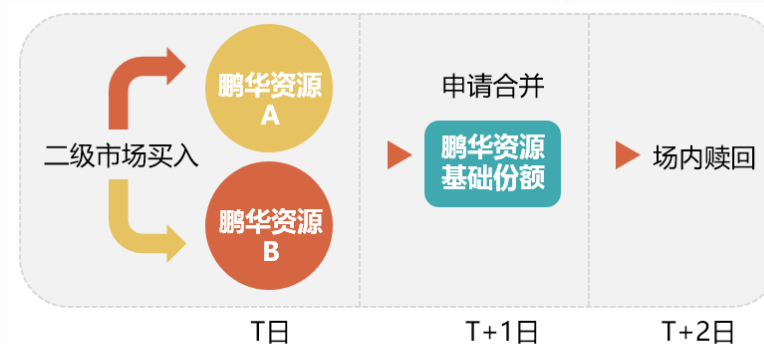 二级市场买入
鹏华资源
A
鹏华资源
B
申请合并
鹏华资源
基础份额
场内赎回
T日
T+1日
T+2日